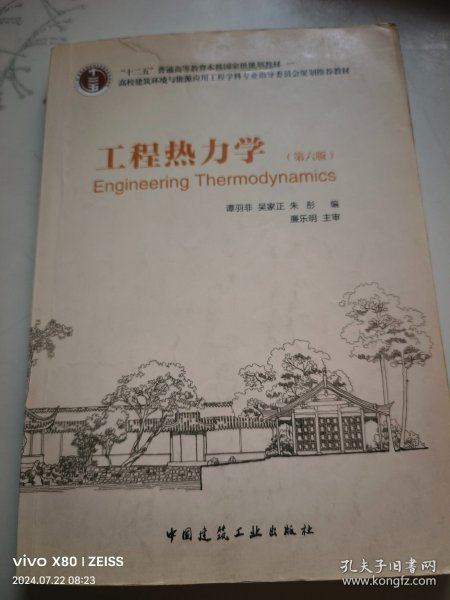 "十二五"普通高等教育本科国家级规划教材
高校建筑环境与能源应用工程学科专业指导委员会规划推荐教材
工程热力学（第六版）
Engineering Thermodynamics
谭羽非 吴家正 朱 彤 编
廉乐明 主审
中国建筑工业出版社
vivo X80 | ZEISS
2024.07.22 08:23
孔夫子旧书网
www.kongfz.com